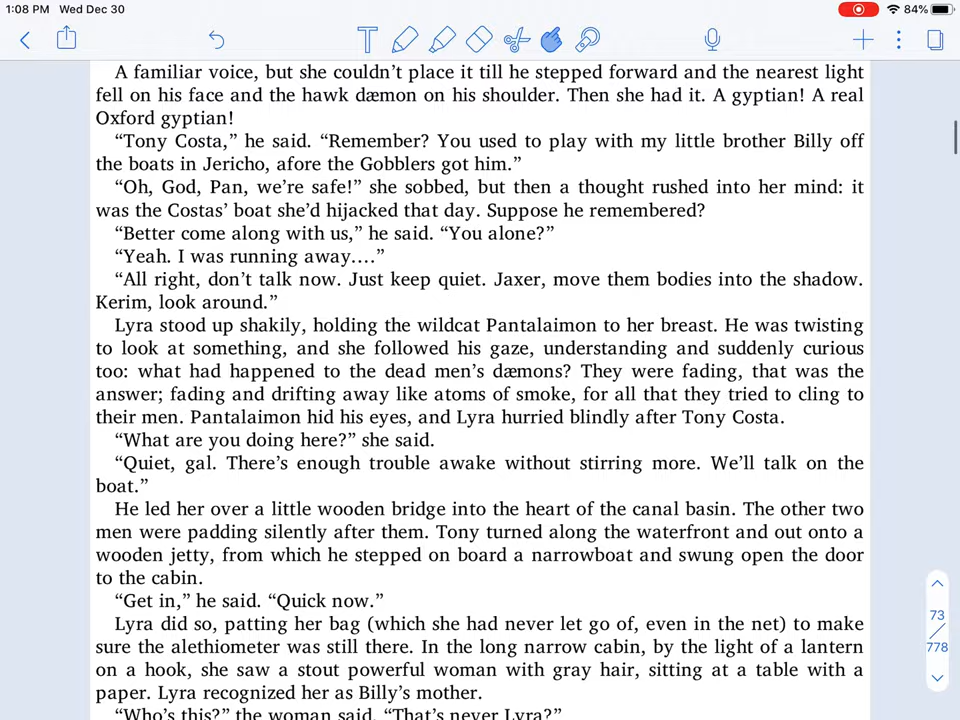 1:08 PM Wed Dec 30
84%
T
A familiar voice, but she couldn’t place it till he stepped forward and the nearest light
fell on his face and the hawk dæmon on his shoulder. Then she had it. A gyptian! A real
Oxford gyptian!
“Tony Costa,” he said. “Remember? You used to play with my little brother Billy off
the boats in Jericho, afore the Gobblers got him.”
“Oh, God, Pan, we’re safe!” she sobbed, but then a thought rushed into her mind: it
was the Costas’ boat she’d hijacked that day. Suppose he remembered?
“Better come along with us,” he said. “You alone?”
“Yeah. I was running away....”
“All right, don’t talk now. Just keep quiet. Jaxer, move them bodies into the shadow.
Kerim, look around.”
Lyra stood up shakily, holding the wildcat Pantalaimon to her breast. He was twisting
to look at something, and she followed his gaze, understanding and suddenly curious
too: what had happened to the dead men’s dæmons? They were fading, that was the
answer; fading and drifting away like atoms of smoke, for all that they tried to cling to
their men. Pantalaimon hid his eyes, and Lyra hurried blindly after Tony Costa.
“What are you doing here?” she said.
“Quiet, gal. There’s enough trouble awake without stirring more. We’ll talk on the
boat.”
He led her over a little wooden bridge into the heart of the canal basin. The other two
men were padding silently after them. Tony turned along the waterfront and out onto a
wooden jetty, from which he stepped on board a narrowboat and swung open the door
to the cabin.
“Get in,” he said. “Quick now.”
Lyra did so, patting her bag (which she had never let go of, even in the net) to make
sure the alethiometer was still there. In the long narrow cabin, by the light of a lantern
on a hook, she saw a stout powerful woman with gray hair, sitting at a table with a
paper. Lyra recognized her as Billy’s mother.
“Who’s this?” the woman said. “That’s never Lyra?”
73
778